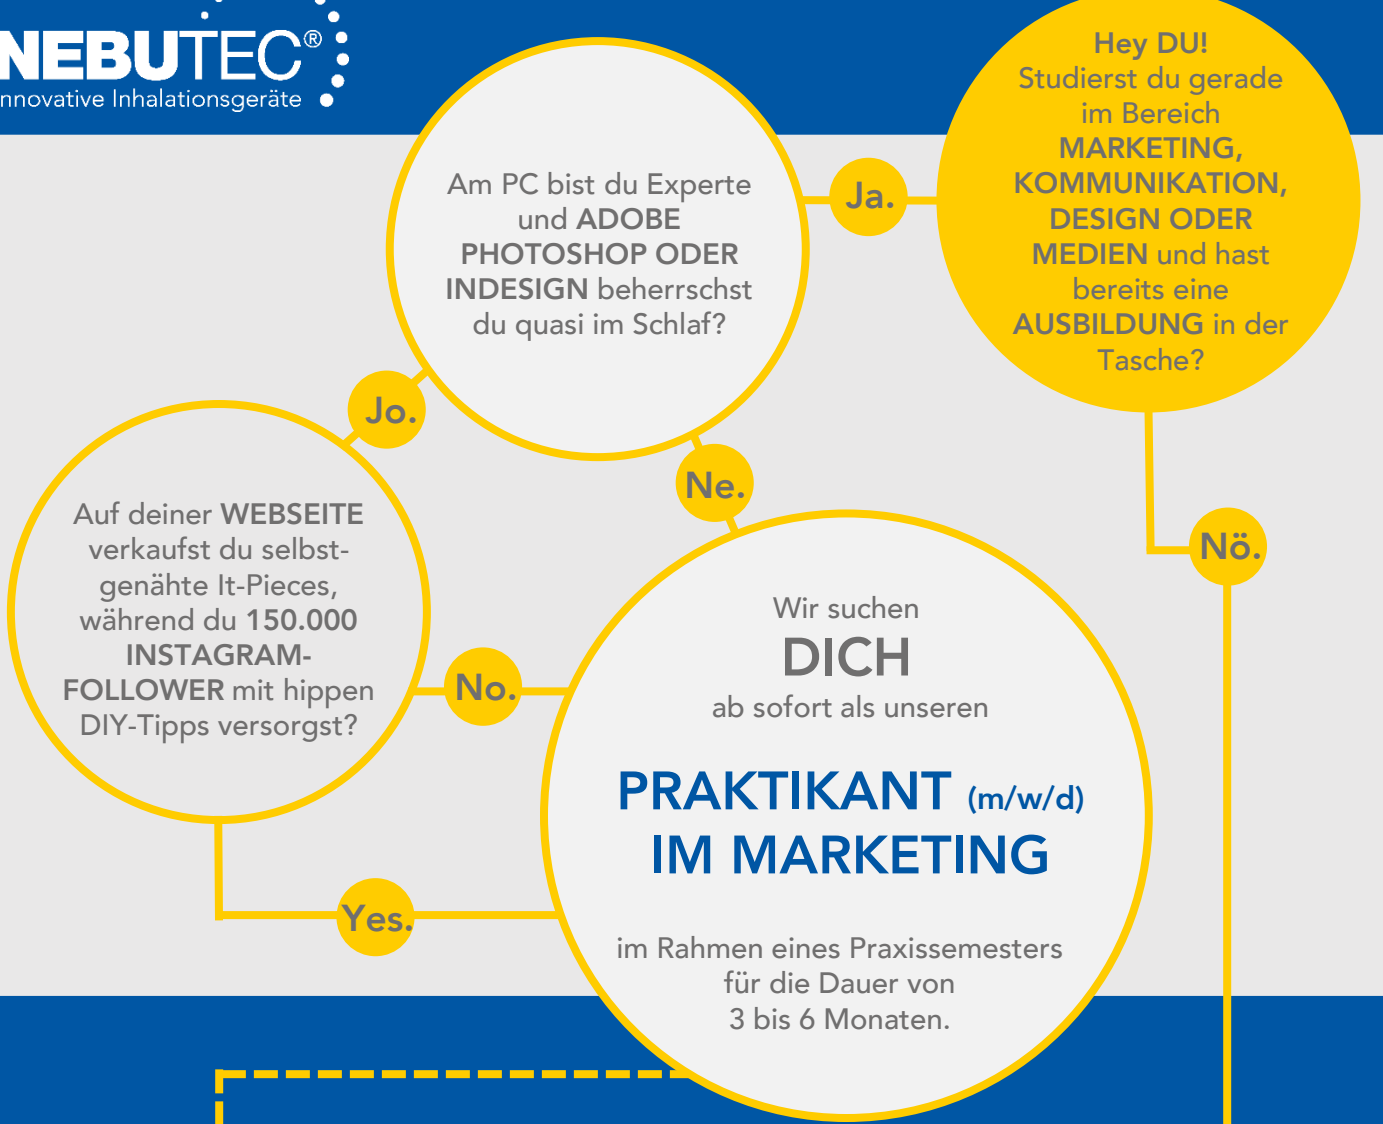 NEBUTEC®
nnovative Inhalationsgeräte
Hey DU!
Studierst du gerade
im Bereich
MARKETING,
KOMMUNIKATION,
DESIGN ODER
MEDIEN und hast
bereits eine
AUSBILDUNG in der
Tasche?
Ja.
Am PC bist du Experte
und ADOBE
PHOTOSHOP ODER
INDESIGN beherrschst
du quasi im Schlaf?
Jo.
Ne.
Nö.
Auf deiner WEBSEITE
verkaufst du selbst-
genähte It-Pieces,
während du 150.000
INSTAGRAM-
FOLLOWER mit hippen
DIY-Tipps versorgst?
No.
Yes.
Wir suchen
DICH
ab sofort als unseren
PRAKTIKANT (m/w/d)
IM MARKETING
im Rahmen eines Praxissemesters
für die Dauer von
3 bis 6 Monaten.